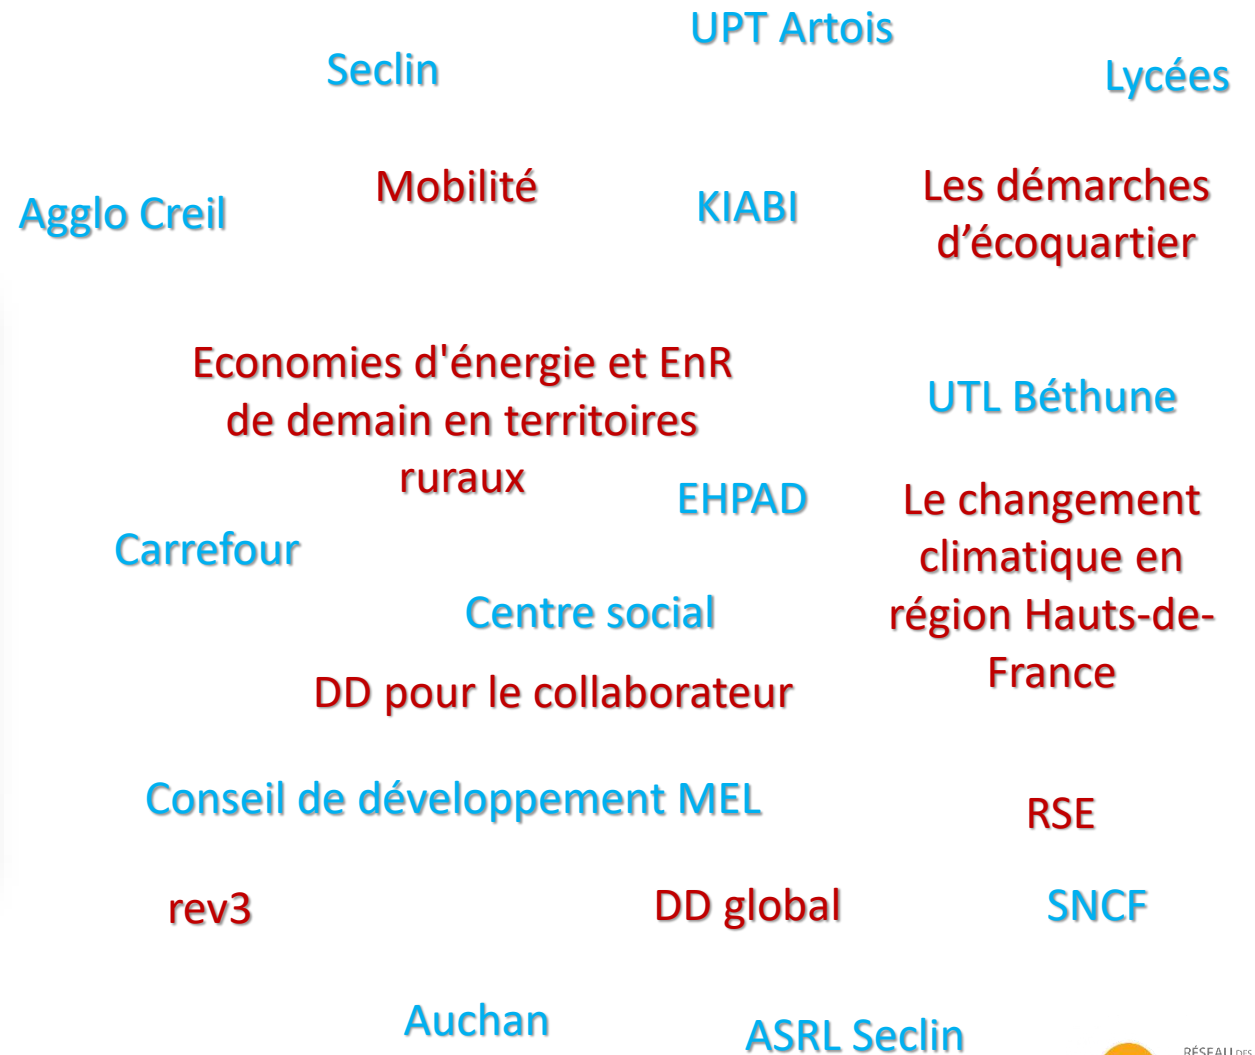 UPT Artois
Seclin
Lycées
Mobilité
Les démarches
d’écoquartier
Agglo Creil
KIABI
Economies d'énergie et EnR
de demain en territoires
ruraux
UTL Béthune
EHPAD
Le changement
climatique en
région Hauts-de-
France
Carrefour
Centre social
DD pour le collaborateur
Conseil de développement MEL
RSE
rev3
DD global
SNCF
Auchan
ASRL Seclin
RÉSEAU DES